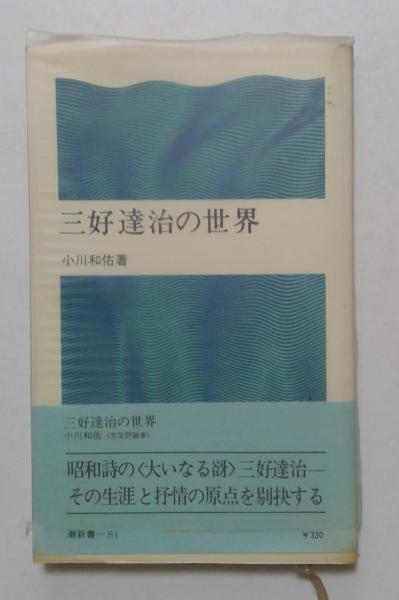 三好達治の世界
小川和佑著
三好達治の世界
小川和佑〈文芸評論家〉
昭和詩の〈大いなる谺〉三好達治—
その生涯と抒情の原点を剔抉する
潮新書—81
¥330